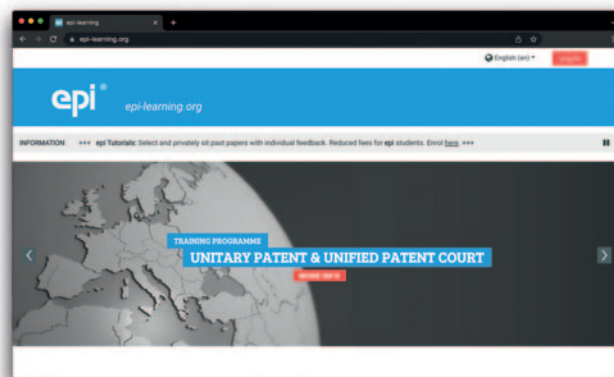 epi-learning
epi-learning.org
English (en)
epi®
epi-learning.org
INFORMATION: +++ epi Tutorials: Select and privately sit past papers with individual feedback. Reduced fees for epi students. Enrol here. +++
TRAINING PROGRAMME
UNITARY PATENT & UNIFIED PATENT COURT